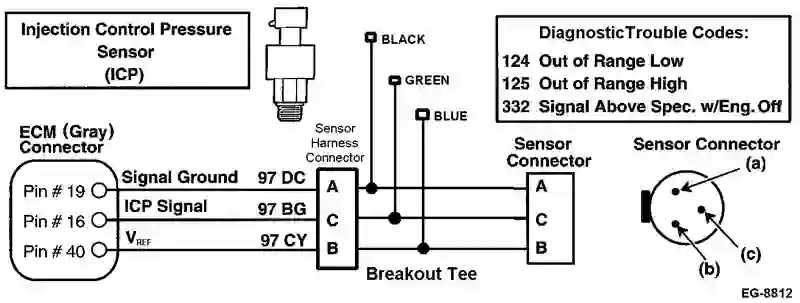 Injection Control Pressure
Sensor
(ICP)
BLACK
GREEN
BLUE
DiagnosticTrouble Codes:
124 Out of Range Low
125 Out of Range High
332 Signal Above Spec. w/Eng. Off
ECM (Gray)
Connector
Sensor
Harness
Connector
Sensor
Connector
Sensor Connector
(a)
(b)
(c)
Pin # 19
Signal Ground
97 DC
A
A
Pin # 16
ICP Signal
97 BG
C
C
Pin # 40
VREF
97 CY
B
B
Breakout Tee
EG-8812